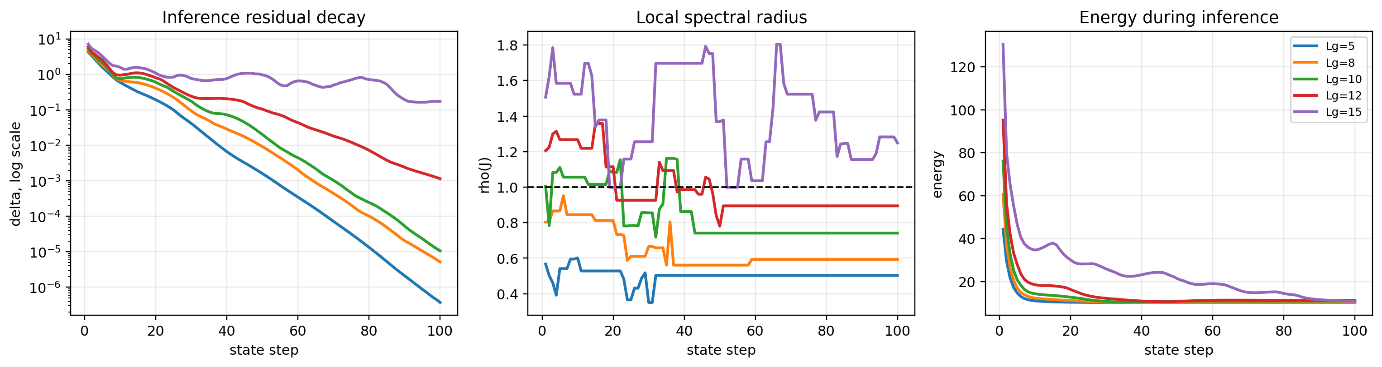 Inference residual decay
10¹
10⁰
10⁻¹
10⁻²
10⁻³
10⁻⁴
10⁻⁵
10⁻⁶
delta, log scale
0 20 40 60 80 100
state step
Local spectral radius
1.8
1.6
1.4
1.2
1.0
0.8
0.6
0.4
rho(J)
0 20 40 60 80 100
state step
Energy during inference
120
100
80
60
40
20
energy
Lg=5
Lg=8
Lg=10
Lg=12
Lg=15
0 20 40 60 80 100
state step